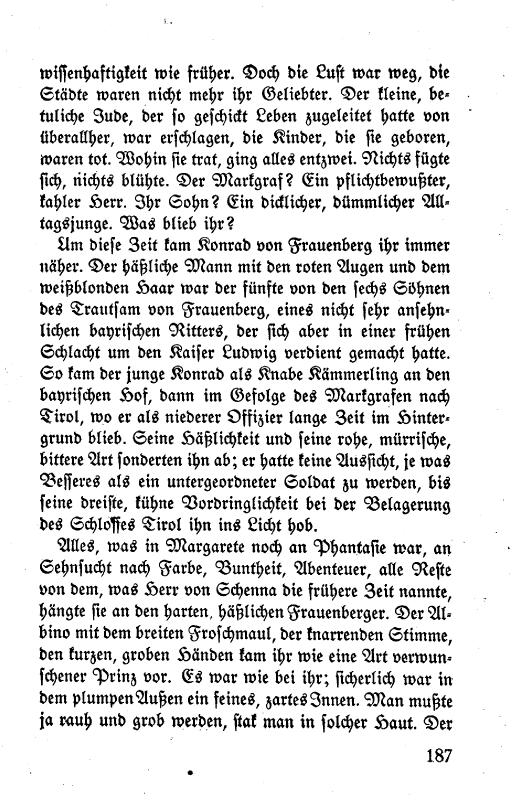 wissenhaftigkeit wie früher. Doch die Lust war weg, die
Städte waren nicht mehr ihr Geliebter. Der kleine, be-
tuliche Jude, der so geschickt Leben zugeleitet hatte von
überallher, war erschlagen, die Kinder, die sie geboren,
waren tot. Wohin sie trat, ging alles entzwei. Nichts fügte
sich, nichts blühte. Der Markgraf? Ein pflichtbewußter,
kahler Herr. Ihr Sohn? Ein dicklicher, dümmlicher All-
tagsjunge. Was blieb ihr?
Um diese Zeit kam Konrad von Frauenberg ihr immer
näher. Der häßliche Mann mit den roten Augen und dem
weißblonden Haar war der fünfte von den sechs Söhnen
des Trautsam von Frauenberg, eines nicht sehr ansehn-
lichen bayrischen Ritters, der sich aber in einer frühen
Schlacht um den Kaiser Ludwig verdient gemacht hatte.
So kam der junge Konrad als Knabe Kämmerling an den
bayrischen Hof, dann im Gefolge des Markgrafen nach
Tirol, wo er als niederer Offizier lange Zeit im Hinter-
grund blieb. Seine Häßlichkeit und seine rohe, mürrische,
bittere Art sonderten ihn ab; er hatte keine Aussicht, je was
Besseres als ein untergeordneter Soldat zu werden, bis
seine dreiste, kühne Vordringlichkeit bei der Belagerung
des Schlosses Tirol ihn ins Licht hob.
Alles, was in Margarete noch an Phantasie war, an
Sehnsucht nach Farbe, Buntheit, Abenteuer, alle Reste
von dem, was Herr von Schenna die frühere Zeit nannte,
hängte sie an den harten, häßlichen Frauenberger. Der Al-
bino mit dem breiten Froschmaul, der knarrenden Stimme,
den kurzen, groben Händen kam ihr wie eine Art verwun-
schener Prinz vor. Es war wie bei ihr; sicherlich war in
dem plumpen Außen ein feines, zartes Innen. Man mußte
ja rauh und grob werden, stak man in solcher Haut. Der
187